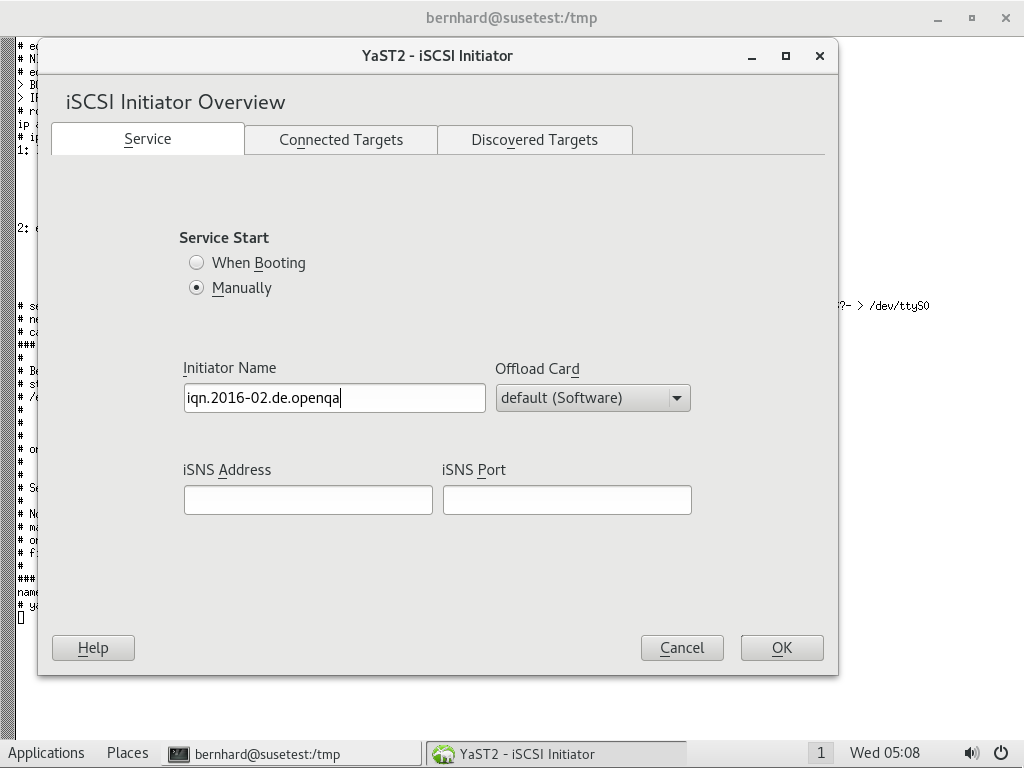 bernhard@susetest:/tmp
YaST2 - iSCSI Initiator
iSCSI Initiator Overview
Service
Connected Targets
Discovered Targets
Service Start
When Booting
Manually
?- > /dev/ttyS0
Initiator Name
Offload Card
iqn.2016-02.de.openqa
default (Software)
iSNS Address
iSNS Port
Help
Cancel
OK
Applications
Places
bernhard@susetest:/tmp
YaST2 - iSCSI Initiator
1
Wed 05:08